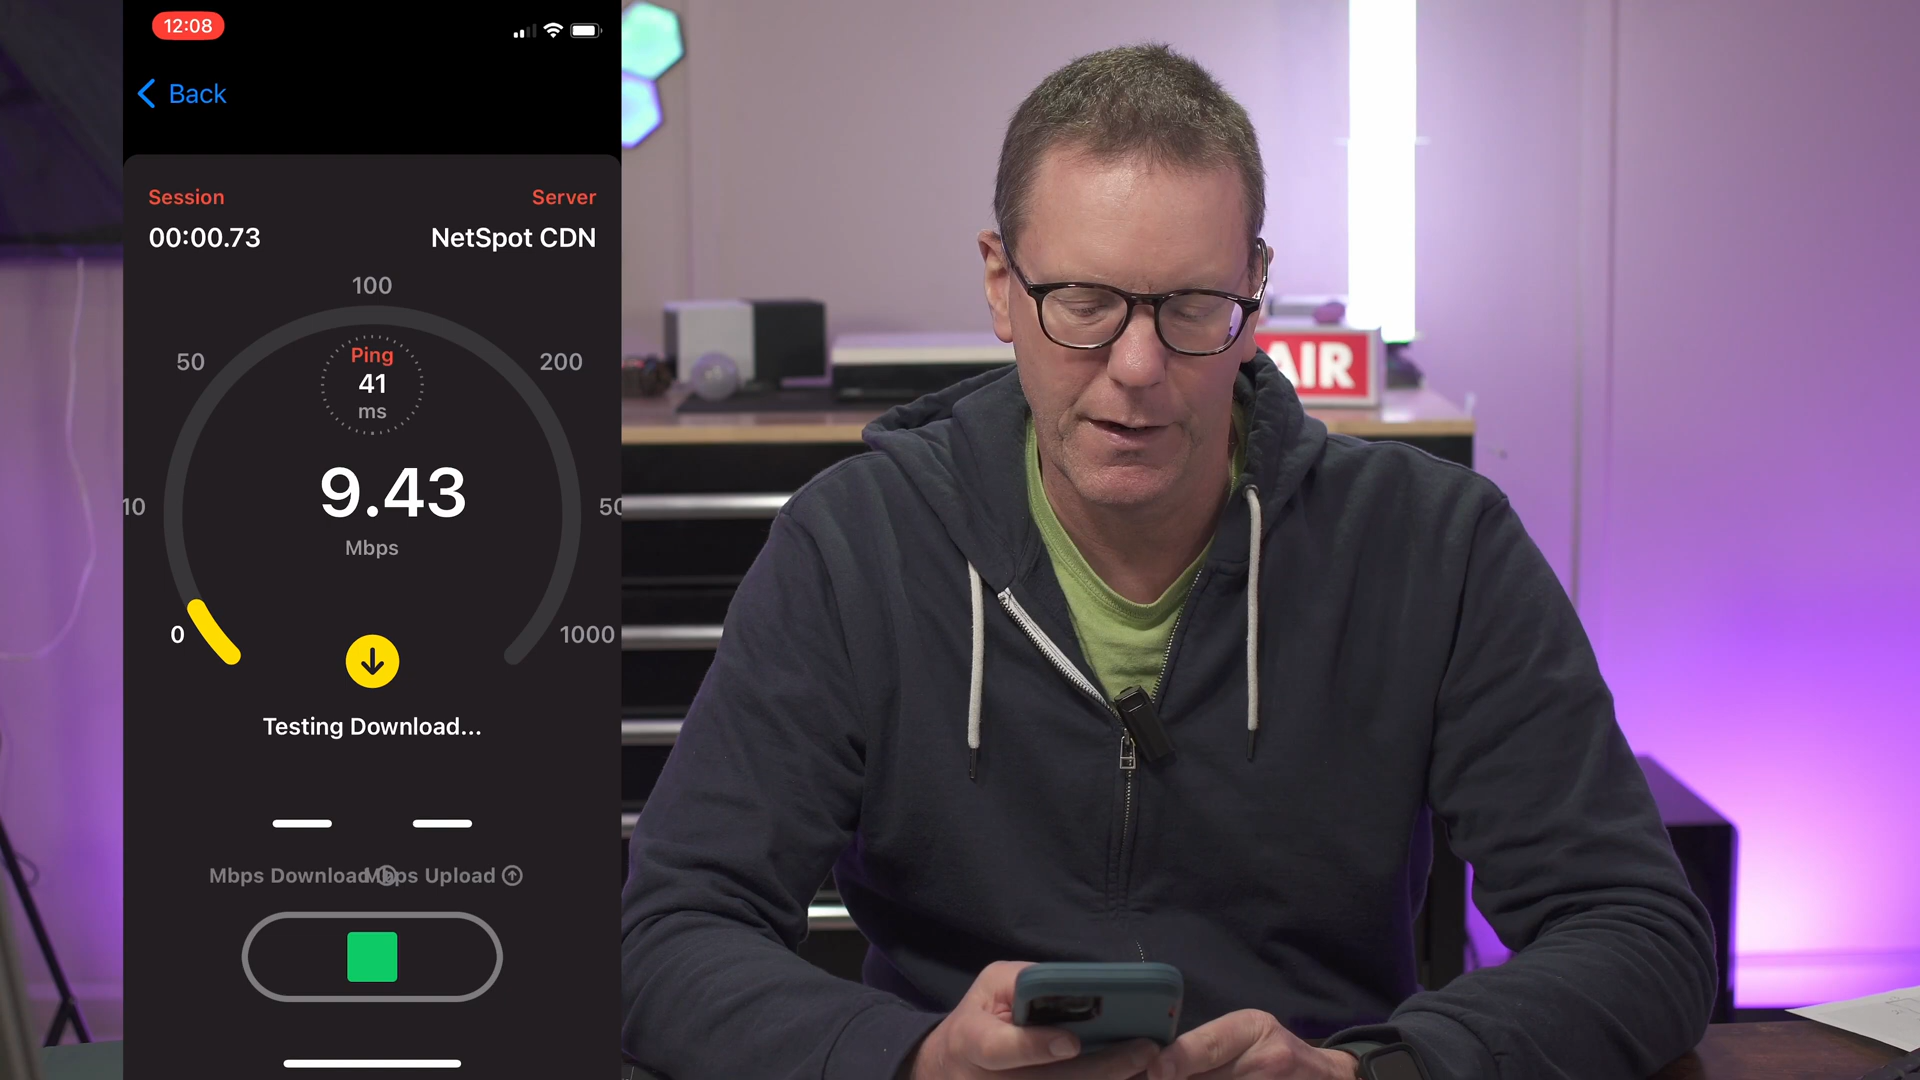 12:08
Back
Session
Server
00:00.73
NetSpot CDN
100
50
200
Ping
41
ms
10
50
9.43
Mbps
0
1000
Testing Download...
Mbps Download
Mbps Upload
AIR